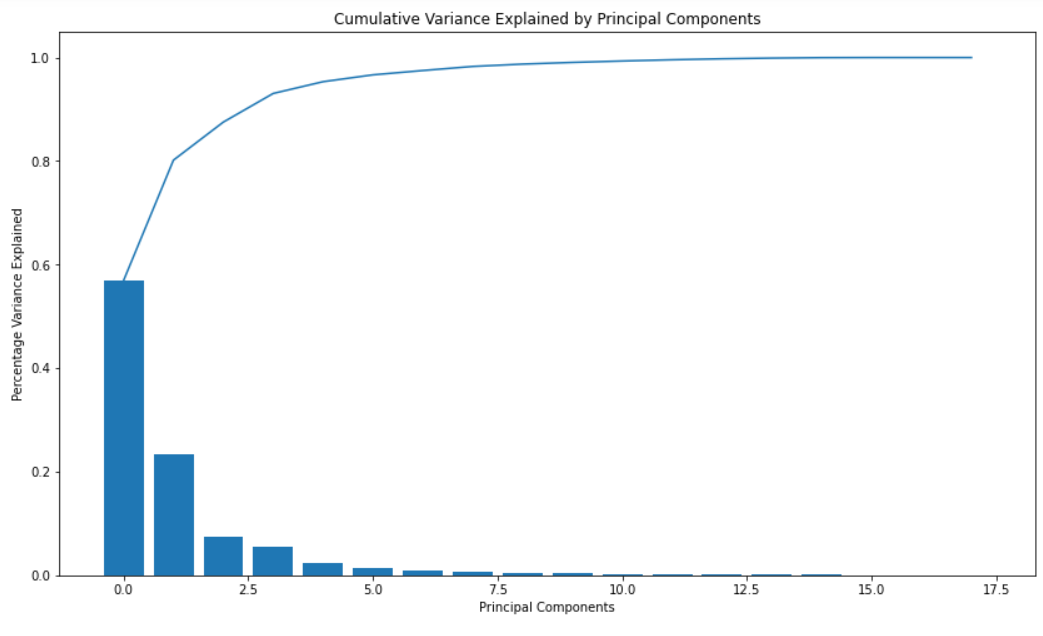 Cumulative Variance Explained by Principal Components
1.0
0.8
0.6
0.4
0.2
0.0
Percentage Variance Explained
0.0 2.5 5.0 7.5 10.0 12.5 15.0 17.5
Principal Components